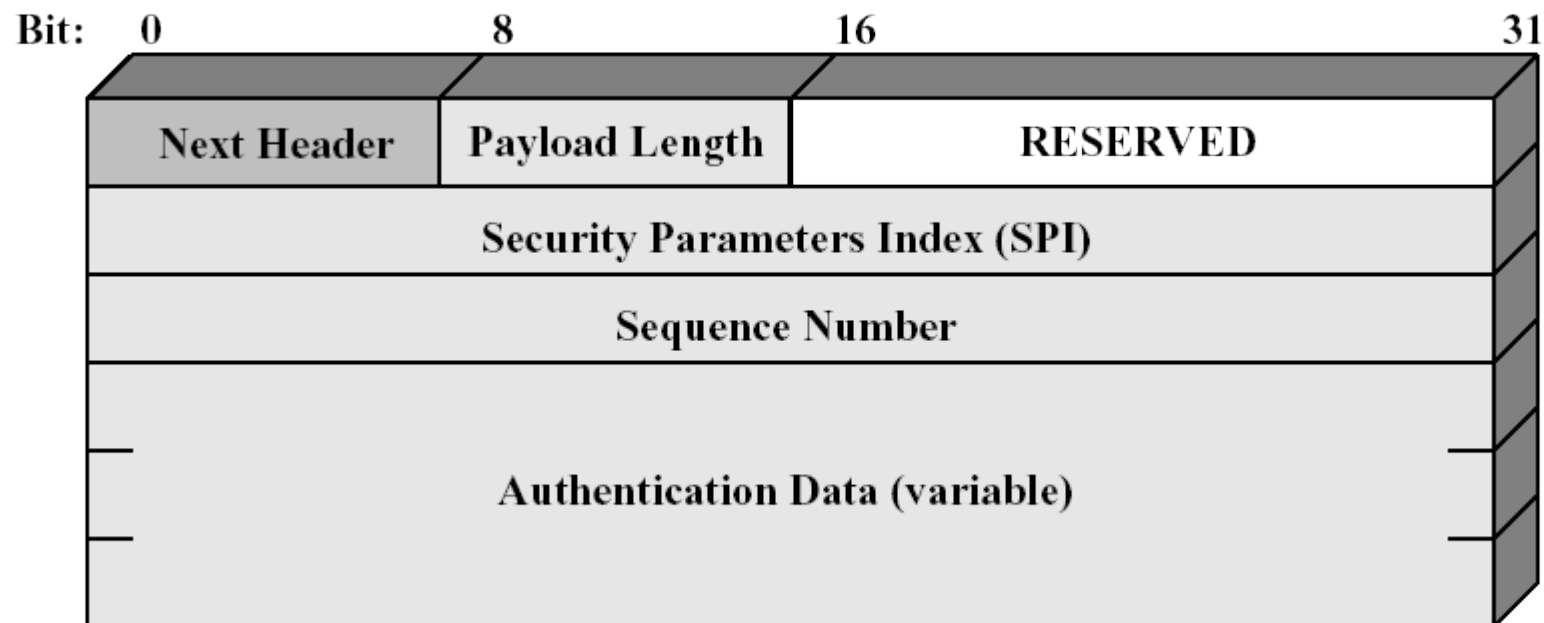 Bit: 0 8 16 31
Next Header Payload Length RESERVED
Security Parameters Index (SPI)
Sequence Number
Authentication Data (variable)